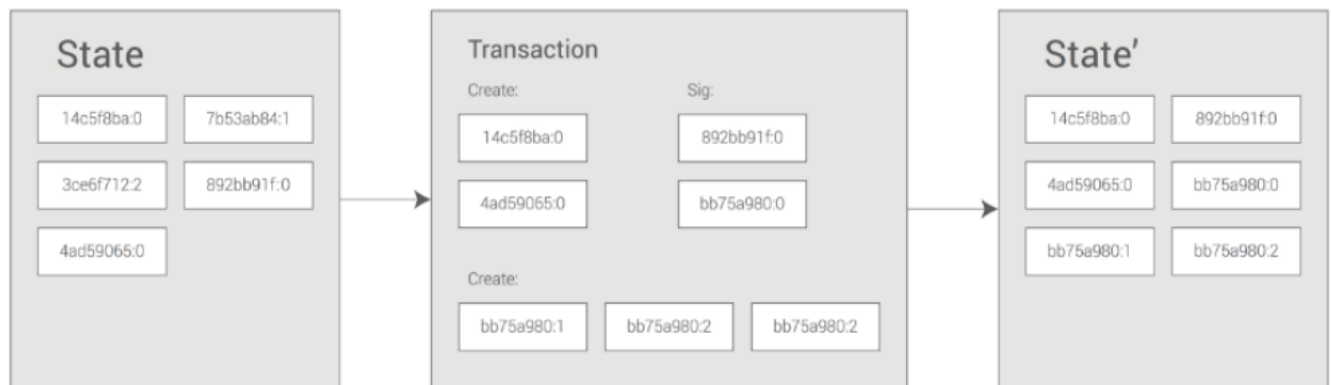 State
14c5f8ba:0 7b53ab84:1
3ce6f712:2 892bb91f:0
4ad59065:0
Transaction
Create: Sig:
14c5f8ba:0 892bb91f:0
4ad59065:0 bb75a980:0
Create:
bb75a980:1 bb75a980:2 bb75a980:2
State’
14c5f8ba:0 892bb91f:0
4ad59065:0 bb75a980:0
bb75a980:1 bb75a980:2